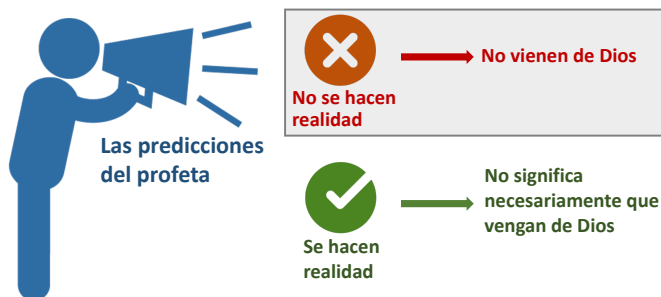 Las predicciones
del profeta
No se hacen
realidad
No vienen de Dios
Se hacen
realidad
No significa
necesariamente que
vengan de Dios